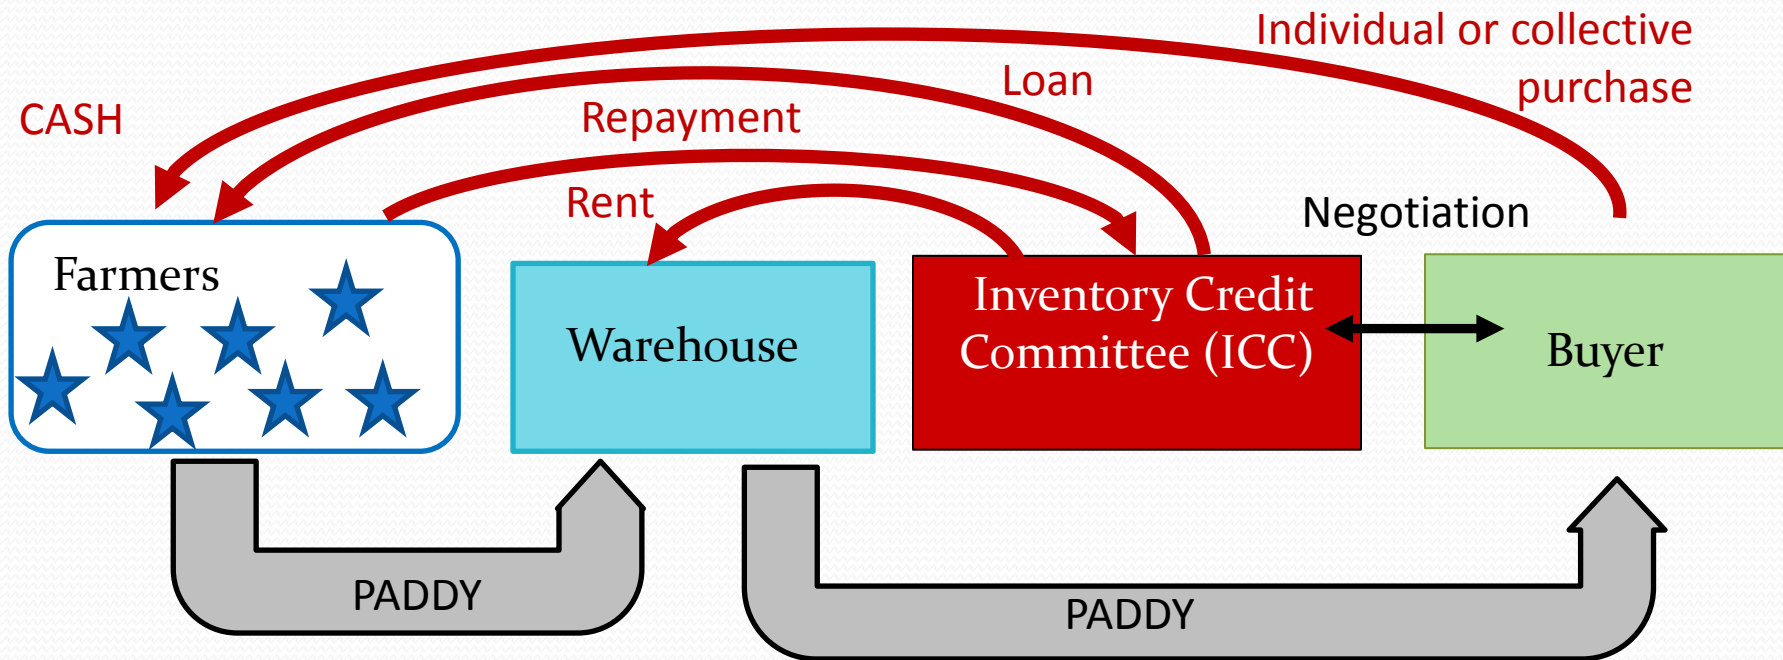 Individual or collective
purchase
Loan
CASH
Repayment
Rent
Negotiation
Farmers
Warehouse
Inventory Credit
Committee (ICC)
Buyer
PADDY
PADDY